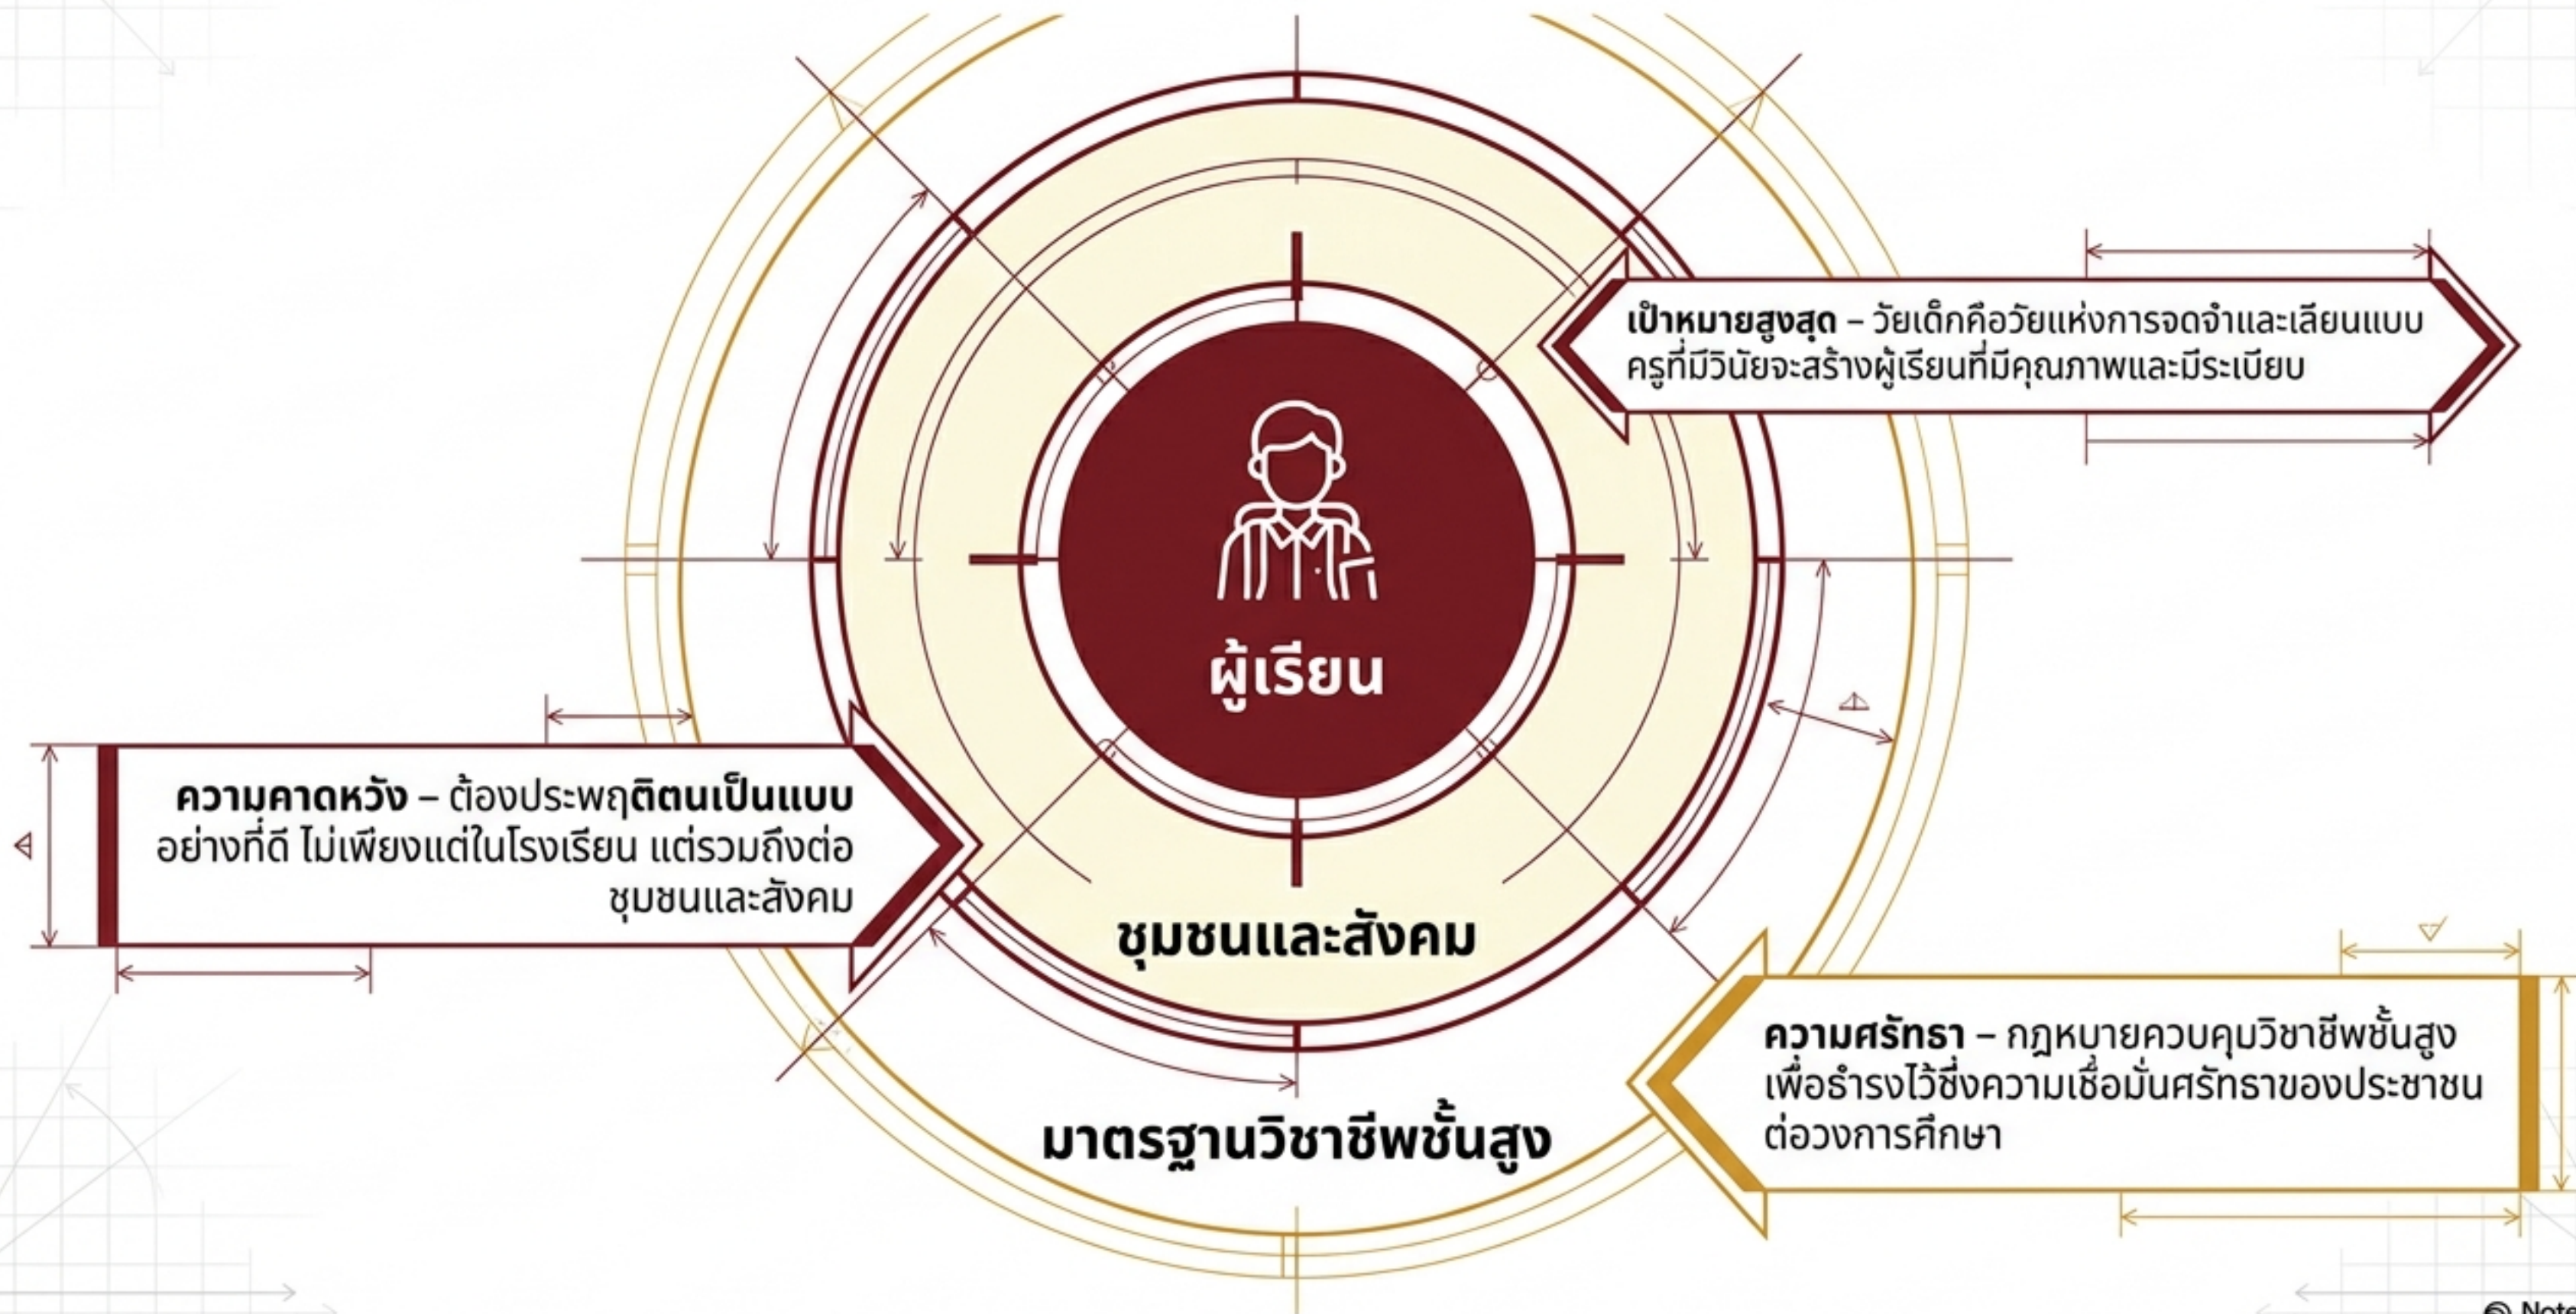 เป้าหมายสูงสุด – วัยเด็กคือวัยแห่งการจดจำและเลียนแบบ
ครูที่มีวินัยจะสร้างผู้เรียนที่มีคุณภาพและมีระเบียบ
ผู้เรียน
ความคาดหวัง – ต้องประพฤติตนเป็นแบบ
อย่างที่ดี ไม่เพียงแต่ในโรงเรียน แต่รวมถึงต่อ
ชุมชนและสังคม
ชุมชนและสังคม
ความศรัทธา – กฎหมายควบคุมวิชาชีพชั้นสูง
เพื่อธำรงไว้ซึ่งความเชื่อมั่นศรัทธาของประชาชน
ต่อวงการศึกษา
มาตรฐานวิชาชีพชั้นสูง